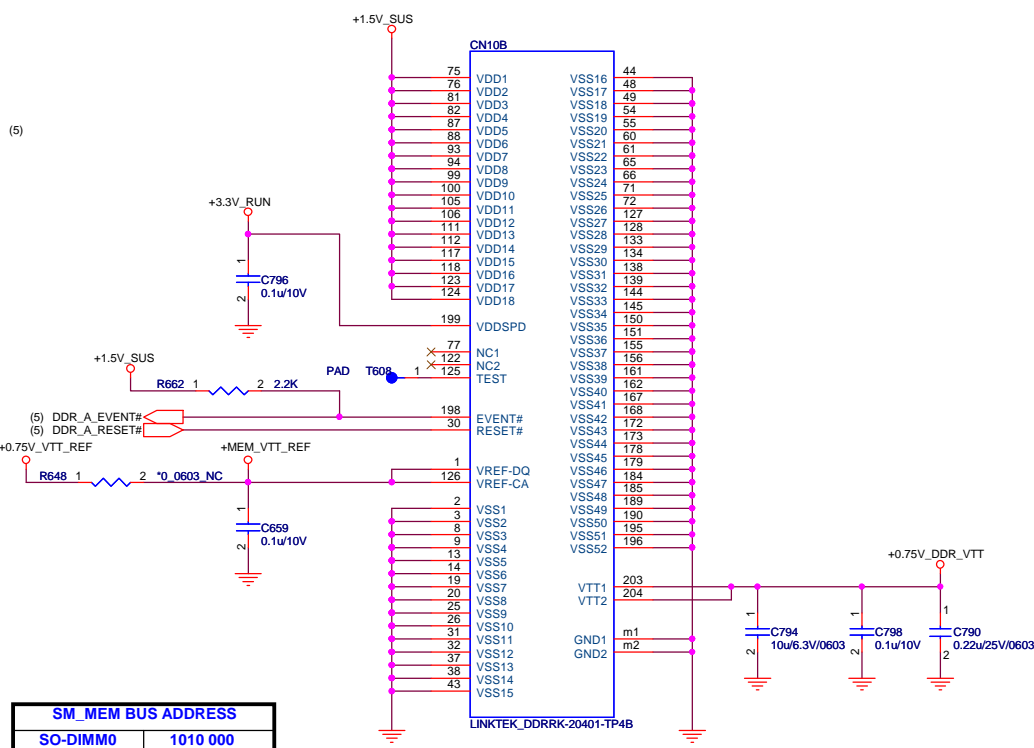 +1.5V_SUS
CN10B
75 VDD1 VSS16 44
76 VDD2 VSS17 48
81 VDD3 VSS18 49
82 VDD4 VSS19 54
87 VDD5 VSS20 55
88 VDD6 VSS21 60
93 VDD7 VSS22 61
94 VDD8 VSS23 65
99 VDD9 VSS24 66
100 VDD10 VSS25 71
105 VDD11 VSS26 72
106 VDD12 VSS27 127
111 VDD13 VSS28 128
112 VDD14 VSS29 133
117 VDD15 VSS30 134
118 VDD16 VSS31 138
123 VDD17 VSS32 139
124 VDD18 VSS33 144
VSS34 145
199 VDDSPD VSS35 150
VSS36 151
77 NC1 VSS37 155
122 NC2 VSS38 156
125 TEST VSS39 161
VSS40 162
VSS41 167
198 EVENT# VSS42 168
30 RESET# VSS43 172
VSS44 173
VSS45 178
1 VREF-DQ VSS46 179
126 VREF-CA VSS47 184
VSS48 185
2 VSS1 VSS49 189
3 VSS2 VSS50 190
8 VSS3 VSS51 195
9 VSS4 VSS52 196
13 VSS5
14 VSS6
19 VSS7 VTT1 203
20 VSS8 VTT2 204
25 VSS9
26 VSS10
31 VSS11 GND1 m1
32 VSS12 GND2 m2
37 VSS13
38 VSS14
43 VSS15
LINKTEK_DDRRK-20401-TP4B
(5)
+3.3V_RUN
1
C796
0.1u/10V
2
+1.5V_SUS
R662 1 2 2.2K
PAD T608 1
(5) DDR_A_EVENT#
(5) DDR_A_RESET#
+0.75V_VTT_REF
+MEM_VTT_REF
R648 1 2 *0_0603_NC
1
C659
0.1u/10V
2
+0.75V_DDR_VTT
1
C794
10u/6.3V/0603
2
1
C798
0.1u/10V
2
1
C790
0.22u/25V/0603
2
SM_MEM BUS ADDRESS
SO-DIMM0 1010 000